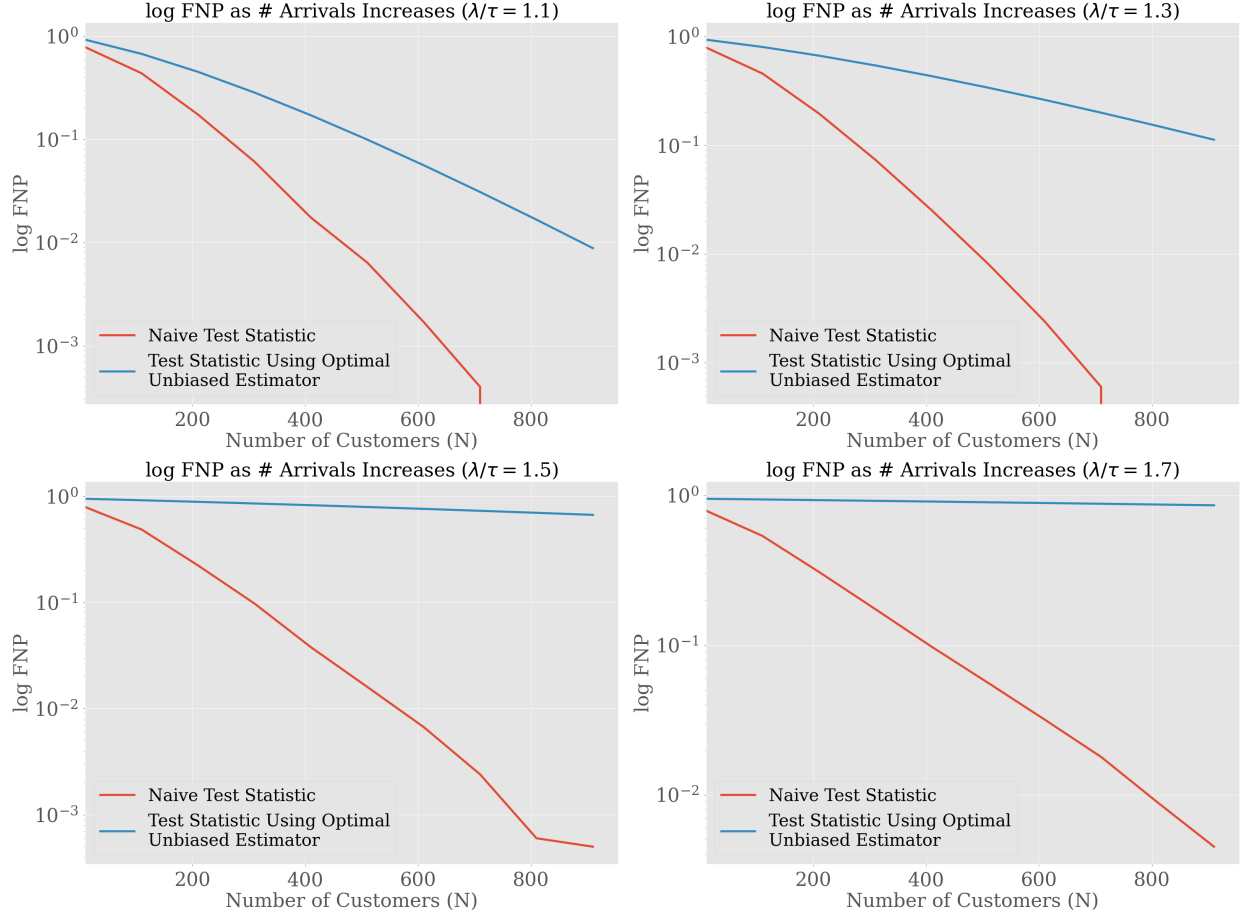 log FNP as # Arrivals Increases (λ/τ = 1.1)
10⁰
10⁻¹
10⁻²
10⁻³
log FNP
Naive Test Statistic
Test Statistic Using Optimal
Unbiased Estimator
200 400 600 800
Number of Customers (N)
log FNP as # Arrivals Increases (λ/τ = 1.3)
10⁰
10⁻¹
10⁻²
10⁻³
log FNP
Naive Test Statistic
Test Statistic Using Optimal
Unbiased Estimator
200 400 600 800
Number of Customers (N)
log FNP as # Arrivals Increases (λ/τ = 1.5)
10⁰
10⁻¹
10⁻²
10⁻³
log FNP
Naive Test Statistic
Test Statistic Using Optimal
Unbiased Estimator
200 400 600 800
Number of Customers (N)
log FNP as # Arrivals Increases (λ/τ = 1.7)
10⁰
10⁻¹
10⁻²
log FNP
Naive Test Statistic
Test Statistic Using Optimal
Unbiased Estimator
200 400 600 800
Number of Customers (N)